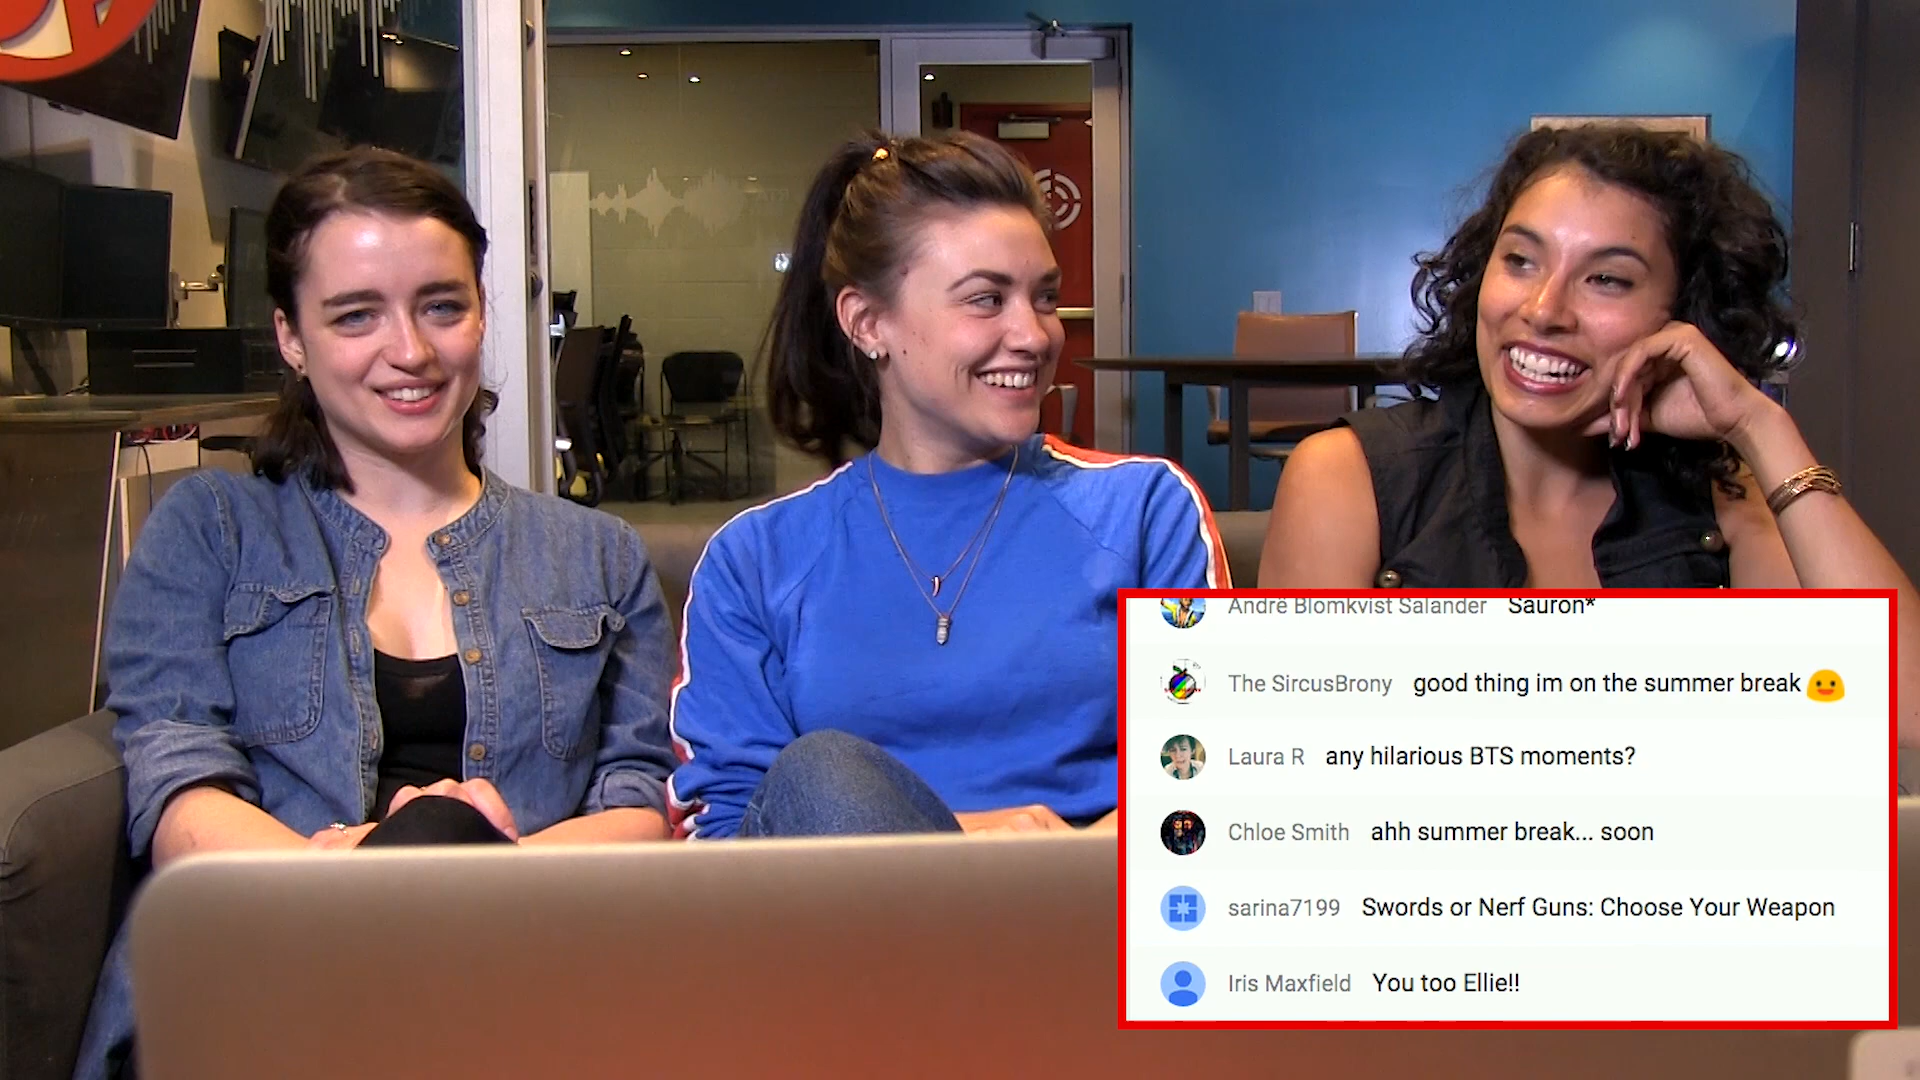 Andrë Blomkvist Salander Sauron*
The SircusBrony good thing im on the summer break
Laura R any hilarious BTS moments?
Chloe Smith ahh summer break... soon
sarina7199 Swords or Nerf Guns: Choose Your Weapon
Iris Maxfield You too Ellie!!